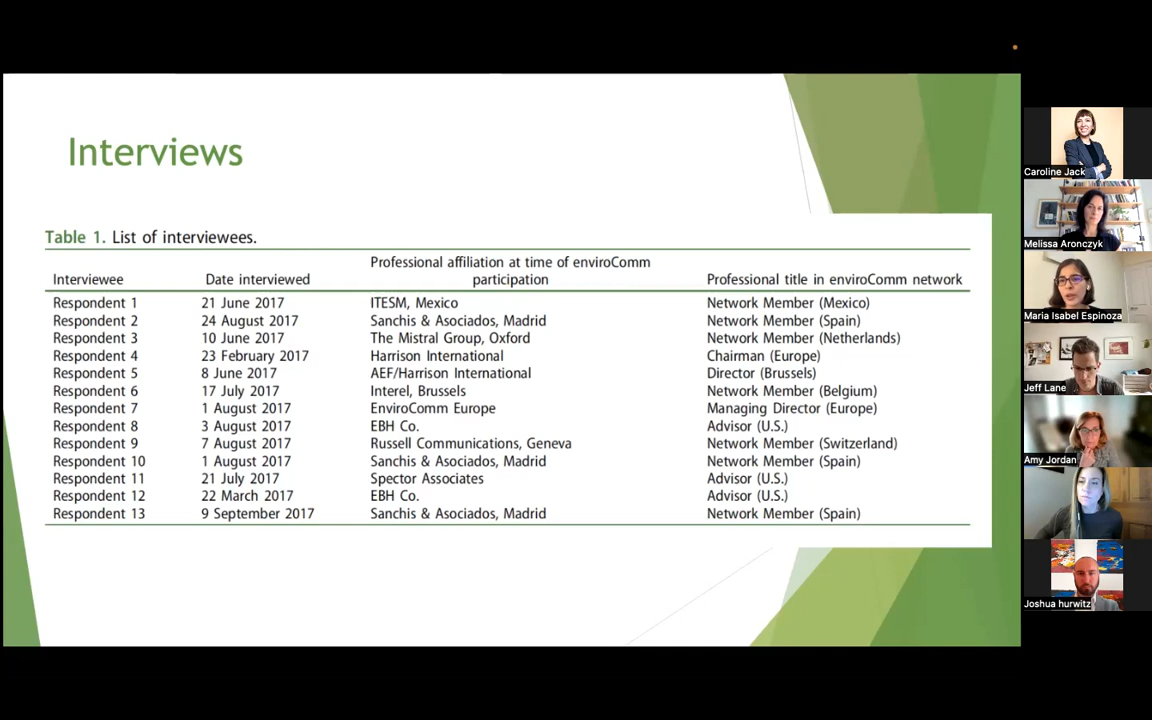 Interviews
Table 1. List of interviewees.
Professional affiliation at time of enviroComm
Interviewee Date interviewed participation Professional title in enviroComm network
Respondent 1 21 June 2017 ITESM, Mexico Network Member (Mexico)
Respondent 2 24 August 2017 Sanchis & Asociados, Madrid Network Member (Spain)
Respondent 3 10 June 2017 The Mistral Group, Oxford Network Member (Netherlands)
Respondent 4 23 February 2017 Harrison International Chairman (Europe)
Respondent 5 8 June 2017 AEF/Harrison International Director (Brussels)
Respondent 6 17 July 2017 Interel, Brussels Network Member (Belgium)
Respondent 7 1 August 2017 EnviroComm Europe Managing Director (Europe)
Respondent 8 3 August 2017 EBH Co. Advisor (U.S.)
Respondent 9 7 August 2017 Russell Communications, Geneva Network Member (Switzerland)
Respondent 10 1 August 2017 Sanchis & Asociados, Madrid Network Member (Spain)
Respondent 11 21 July 2017 Spector Associates Advisor (U.S.)
Respondent 12 22 March 2017 EBH Co. Advisor (U.S.)
Respondent 13 9 September 2017 Sanchis & Asociados, Madrid Network Member (Spain)
Caroline Jack
Melissa Aronczyk
Maria Isabel Espinoza
Jeff Lane
Amy Jordan
Joshua hurwitz